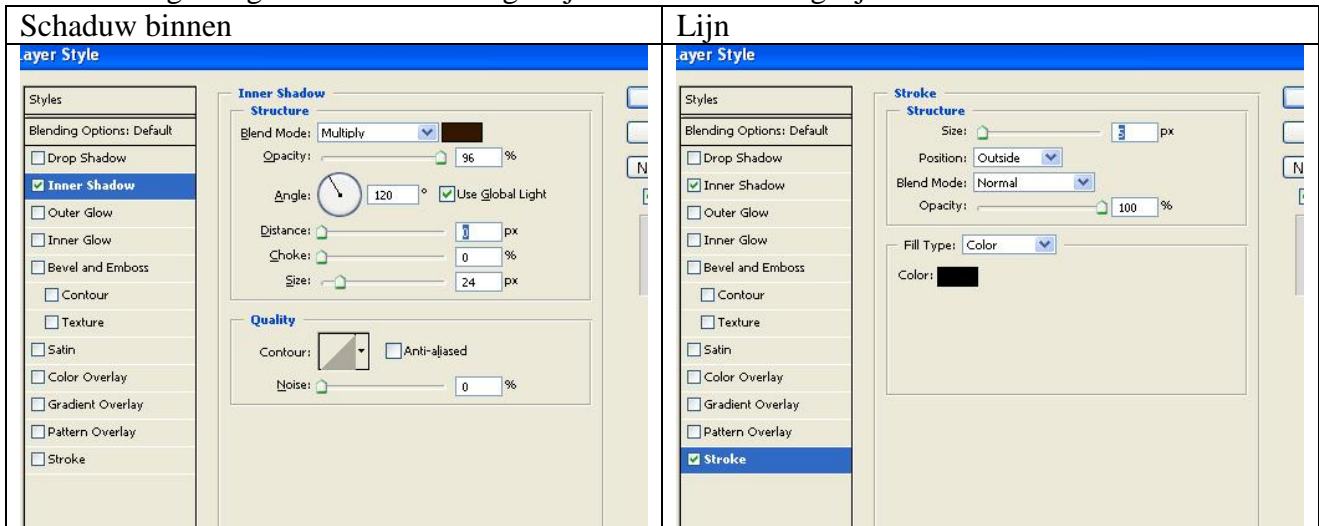 Schaduw binnen
Layer Style
Styles
Blending Options: Default
Drop Shadow
Inner Shadow
Outer Glow
Inner Glow
Bevel and Emboss
Contour
Texture
Satin
Color Overlay
Gradient Overlay
Pattern Overlay
Stroke
Inner Shadow
Structure
Blend Mode: Multiply
Opacity: 96 %
Angle: 120 ° Use Global Light
Distance: 0 px
Choke: 0 %
Size: 24 px
Quality
Contour: Anti-aliased
Noise: 0 %
N
Lijn
Layer Style
Styles
Blending Options: Default
Drop Shadow
Inner Shadow
Outer Glow
Inner Glow
Bevel and Emboss
Contour
Texture
Satin
Color Overlay
Gradient Overlay
Pattern Overlay
Stroke
Stroke
Structure
Size: 3 px
Position: Outside
Blend Mode: Normal
Opacity: 100 %
Fill Type: Color
Color:
N